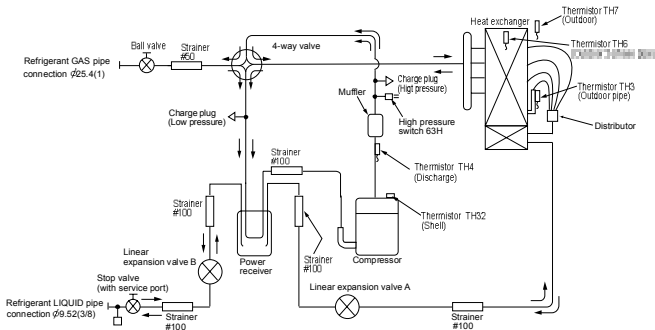 Thermistor TH7
(Outdoor)
Heat exchanger
Ball valve
Strainer
#50
4-way valve
Thermistor TH6
Refrigerant GAS pipe
connection ⌀25.4(1)
Charge plug
(Higt pressure)
Thermistor TH3
(Outdoor pipe)
Muffler
Charge plug
(Low pressure)
High pressure
switch 63H
Distributor
Strainer
#100
Thermistor TH4
(Discharge)
Strainer
#100
Thermistor TH32
(Shell)
Linear
expansion valve B
Power
receiver
Strainer
#100
Compressor
Stop valve
(with service port)
Linear expansion valve A
Refrigerant LIQUID pipe
connection ⌀9.52(3/8)
Strainer
#100
Strainer
#100